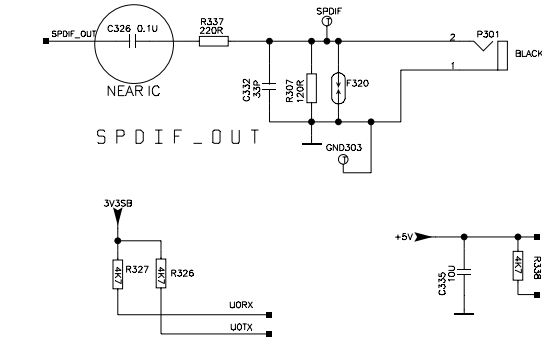 SPDIF
SPDIF_OUT
C326 0.1U
R337
220R
2
P301
BLACK
1
NEAR IC
C332
33P
R307
120R
F320
SPDIF_OUT
GND303
3V3SB
+5V
4K7
R327
4K7
R326
C335
10U
4K7
R338
U0RX
U0TX